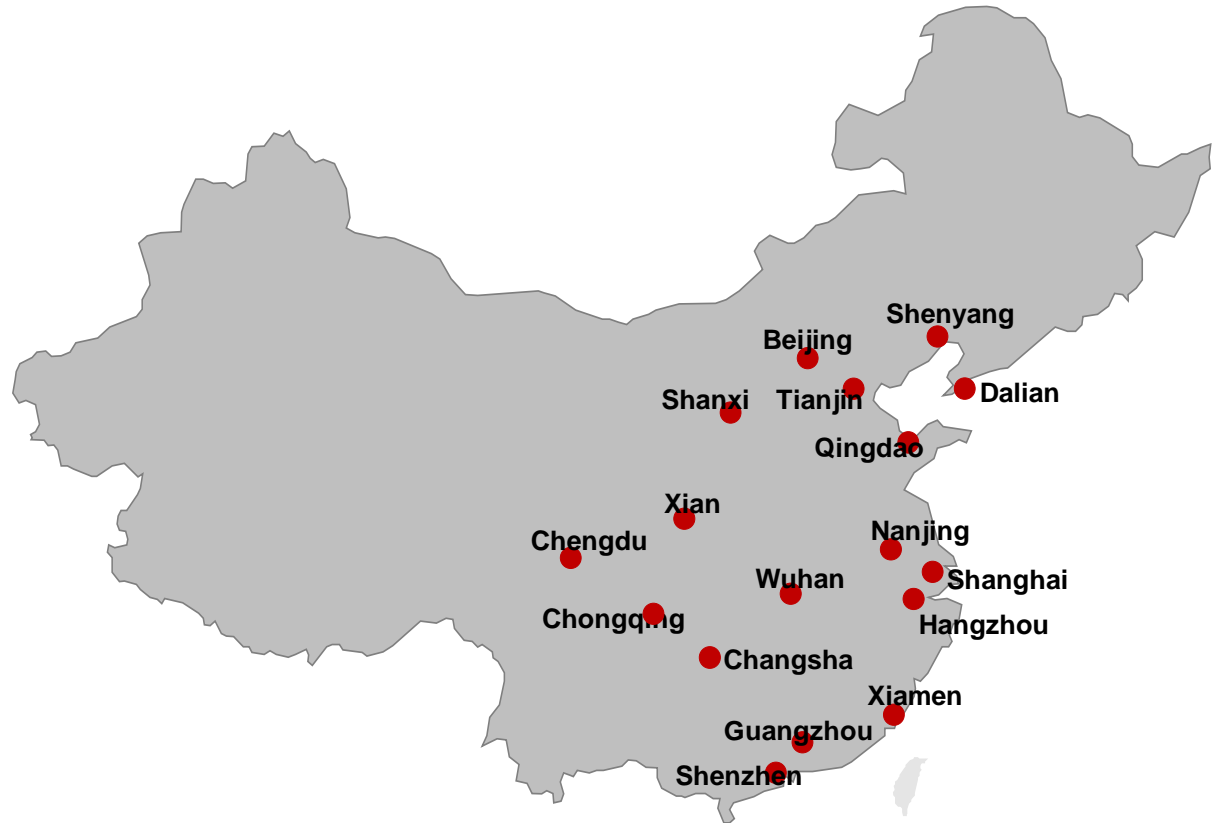 Shenyang
Beijing
Dalian
Shanxi
Tianjin
Qingdao
Xian
Nanjing
Chengdu
Wuhan
Shanghai
Chongqing
Hangzhou
Changsha
Xiamen
Guangzhou
Shenzhen